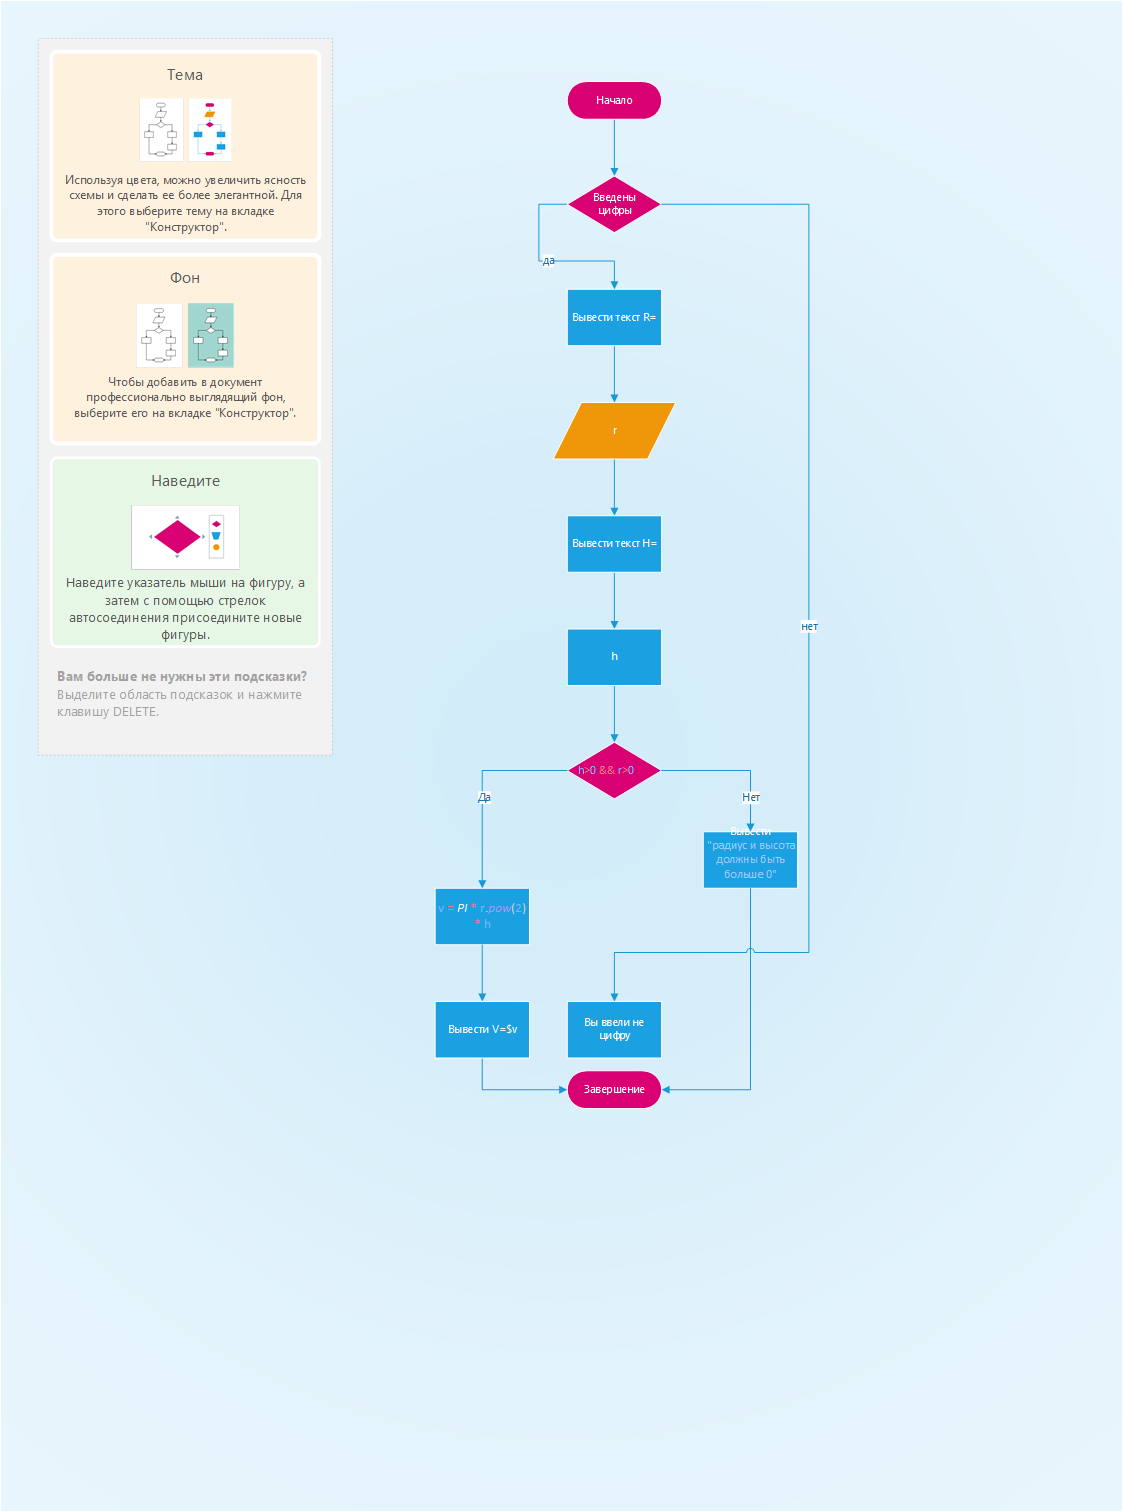 Тема
Используя цвета, можно увеличить ясность
схемы и сделать ее более элегантной. Для
этого выберите тему на вкладке
"Конструктор".
Фон
Чтобы добавить в документ
профессионально выглядящий фон,
выберите его на вкладке "Конструктор".
Наведите
Наведите указатель мыши на фигуру, а
затем с помощью стрелок
автосоединения присоедините новые
фигуры.
Вам больше не нужны эти подсказки?
Выделите область подсказок и нажмите
клавишу DELETE.
Начало
Введены
цифры
да
Вывести текст R=
r
Вывести текст H=
нет
h
h>0 && r>0
Да
Нет
Вывести
"радиус и высота
должны быть
больше 0"
v = PI * r.pow(2)
* h
Вывести V=$v
Вы ввели не
цифру
Завершение